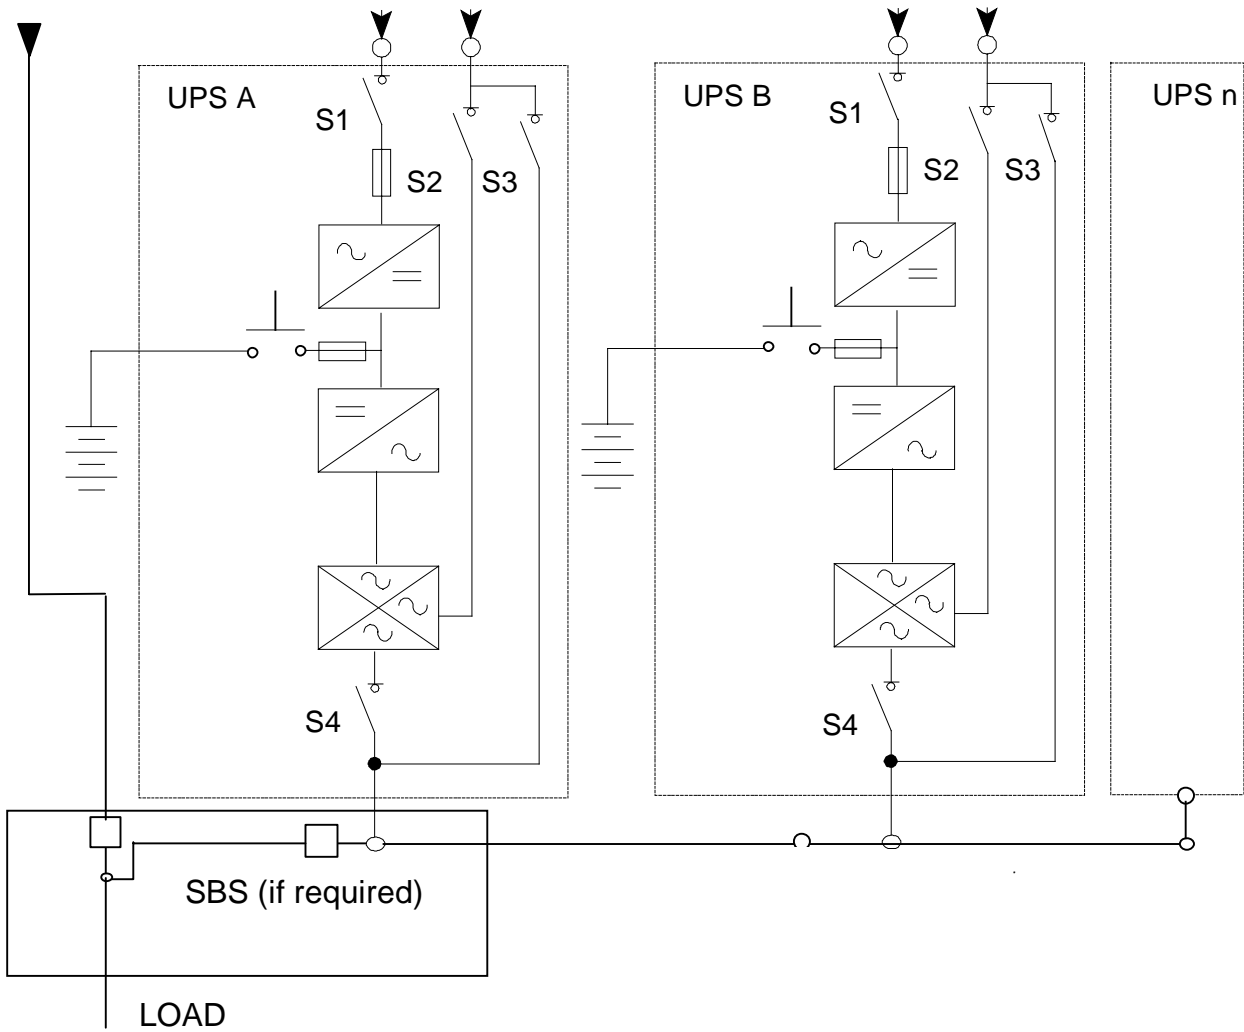 UPS A
UPS B
UPS n
S1
S2
S3
S1
S2
S3
S4
S4
SBS (if required)
LOAD